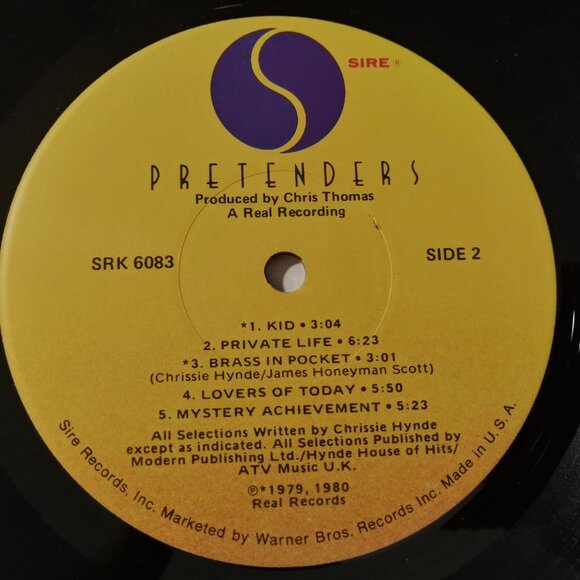 SIRE ®
PRETENDERS
Produced by Chris Thomas
A Real Recording
SRK 6083
SIDE 2
*1. KID • 3:04
2. PRIVATE LIFE • 6:23
*3. BRASS IN POCKET • 3:01
(Chrissie Hynde/James Honeyman Scott)
4. LOVERS OF TODAY • 5:50
5. MYSTERY ACHIEVEMENT • 5:23
All Selections Written by Chrissie Hynde
except as indicated. All Selections Published by
Modern Publishing Ltd./Hynde House of Hits/
ATV Music U.K.
℗*1979, 1980
Real Records
Sire Records, Inc. Marketed by Warner Bros. Records Inc. Made in U.S.A.